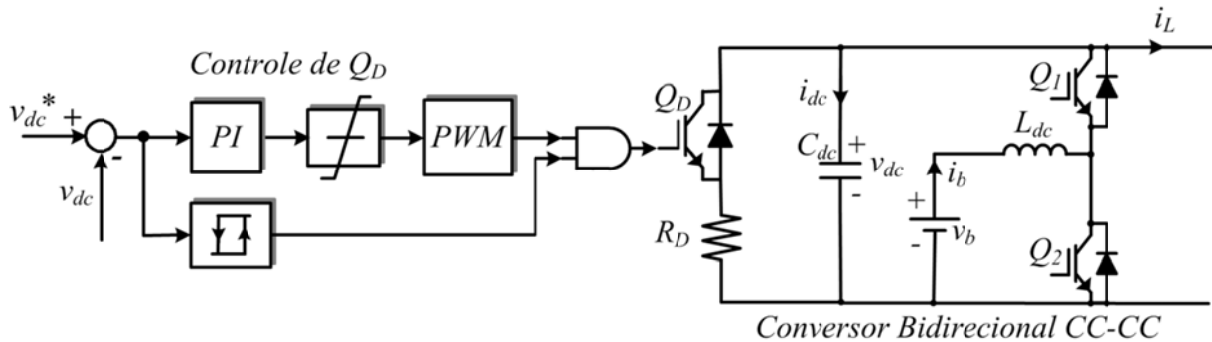 Controle de Q_D
v_dc* +
-
v_dc
PI
PWM
Q_D
R_D
i_dc
C_dc
+
v_dc
-
L_dc
i_b
+
v_b
-
Q_1
Q_2
i_L
Conversor Bidirecional CC-CC